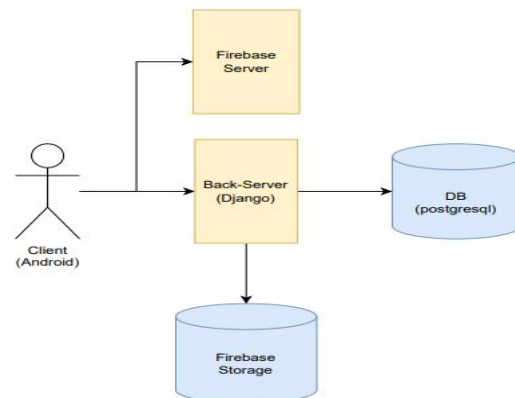 Firebase
Server
Back-Server
(Django)
DB
(postgresql)
Client
(Android)
Firebase
Storage